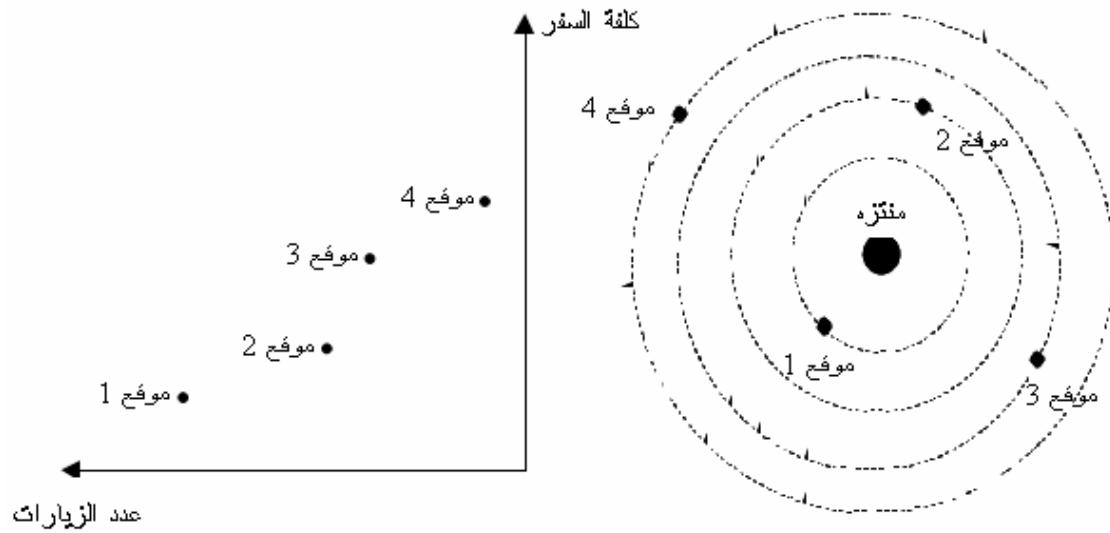 كلفة السفر
موقع 4
موقع 2
موقع 4
منتزه
موقع 3
موقع 2
موقع 1
موقع 1
موقع 3
عدد الزيارات